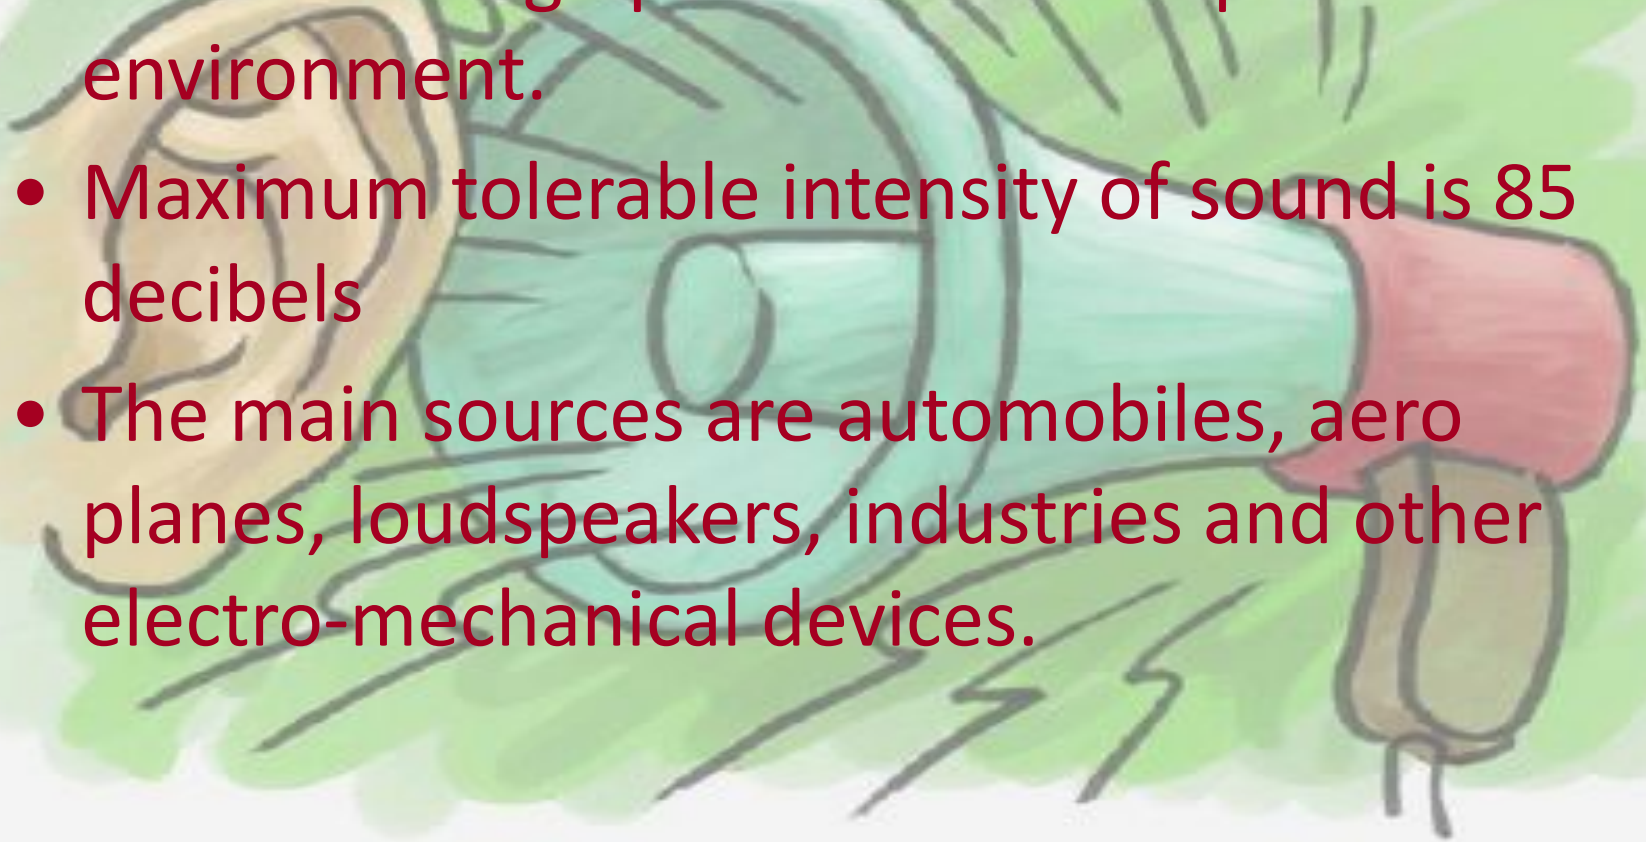 environment.
• Maximum tolerable intensity of sound is 85
decibels
• The main sources are automobiles, aero
planes, loudspeakers, industries and other
electro-mechanical devices.